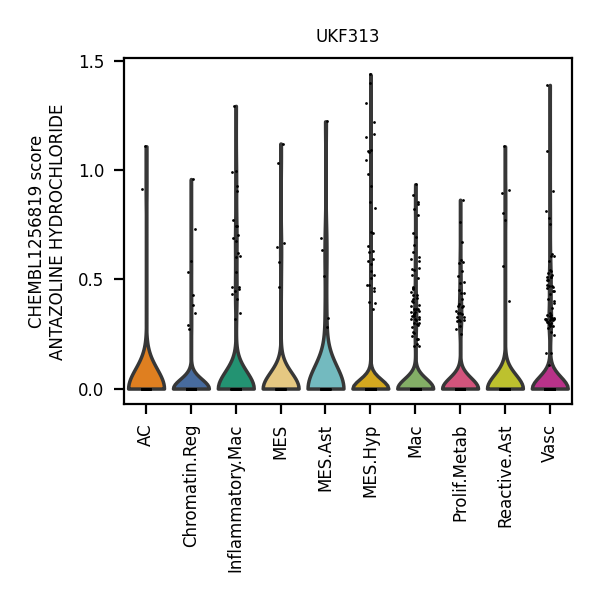 UKF313
CHEMBL1256819 score
ANTAZOLINE HYDROCHLORIDE
1.5
1.0
0.5
0.0
AC
Chromatin.Reg
Inflammatory.Mac
MES
MES.Ast
MES.Hyp
Mac
Prolif.Metab
Reactive.Ast
Vasc